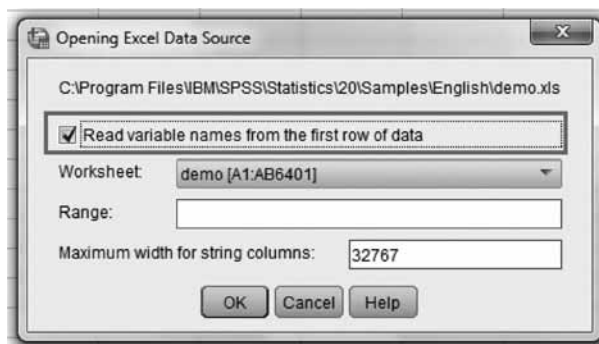 Opening Excel Data Source
x
C:\Program Files\IBM\SPSS\Statistics\20\Samples\English\demo.xls
Read variable names from the first row of data
Worksheet: demo [A1:AB6401]
Range:
Maximum width for string columns: 32767
OK Cancel Help